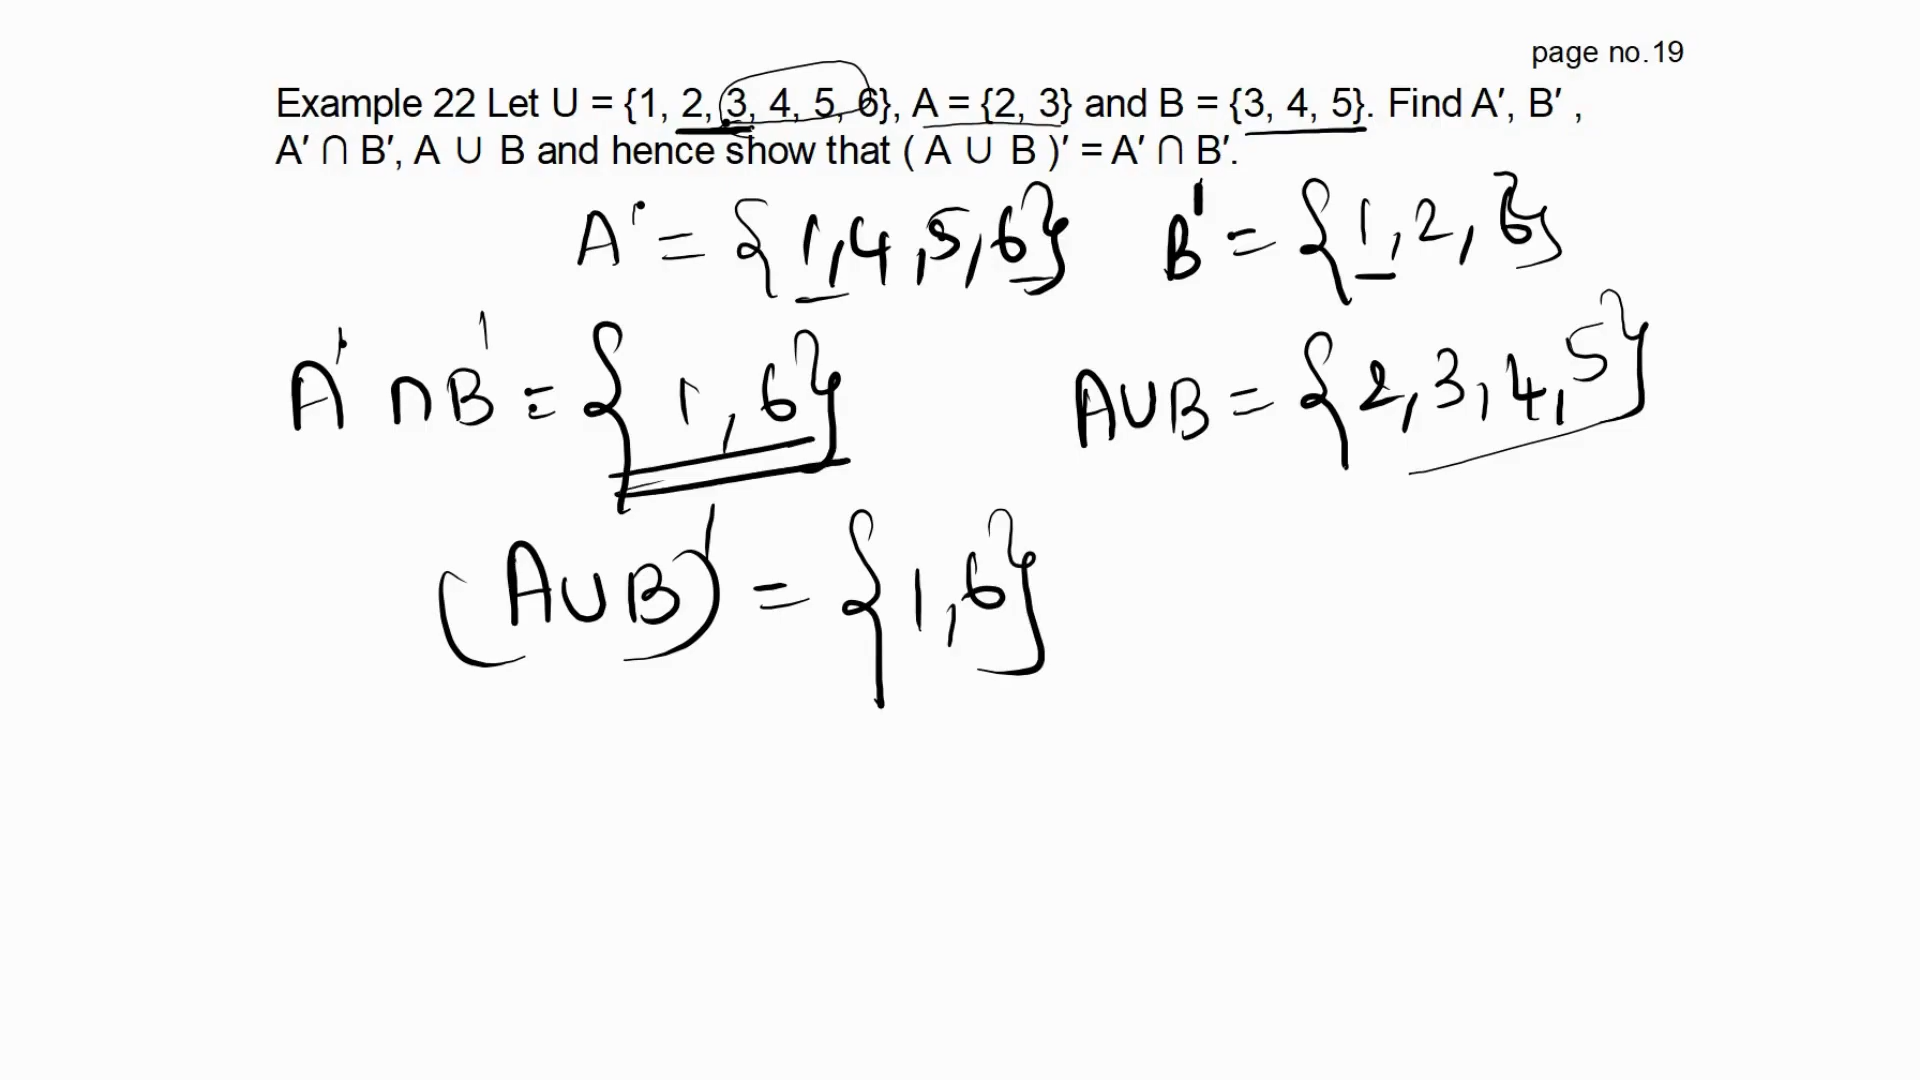 page no.19
Example 22 Let U = {1, 2, 3, 4, 5, 6}, A = {2, 3} and B = {3, 4, 5}. Find A′, B′ ,
A′ ∩ B′, A ∪ B and hence show that ( A ∪ B )′ = A′ ∩ B′.
A' = {1,4,5,6} B' = {1,2,6}
A' ∩ B' = {1,6} A∪B = {2,3,4,5}
(A∪B)' = {1,6}